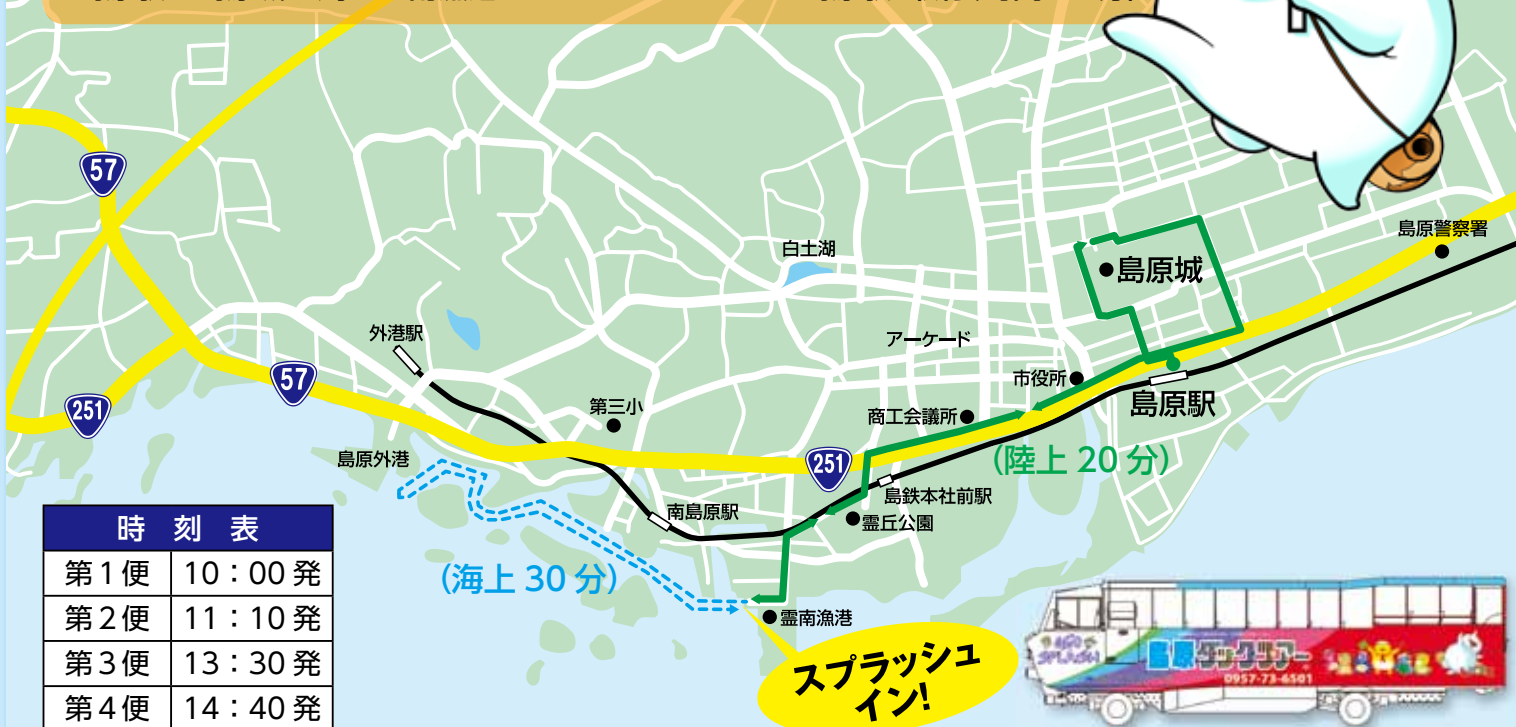 57
島原警察署
白土湖
島原城
外港駅
アーケード
57
市役所
島原駅
251
第三小
商工会議所
(陸上 20 分)
島原外港
251
島鉄本社前駅
南島原駅
霊丘公園
時 刻 表
第1便 10：00 発
第2便 11：10 発
第3便 13：30 発
第4便 14：40 発
(海上 30 分)
霊南漁港
スプラッシュ
イン!
SPLASH
島原ダックツアー
0957-73-6501